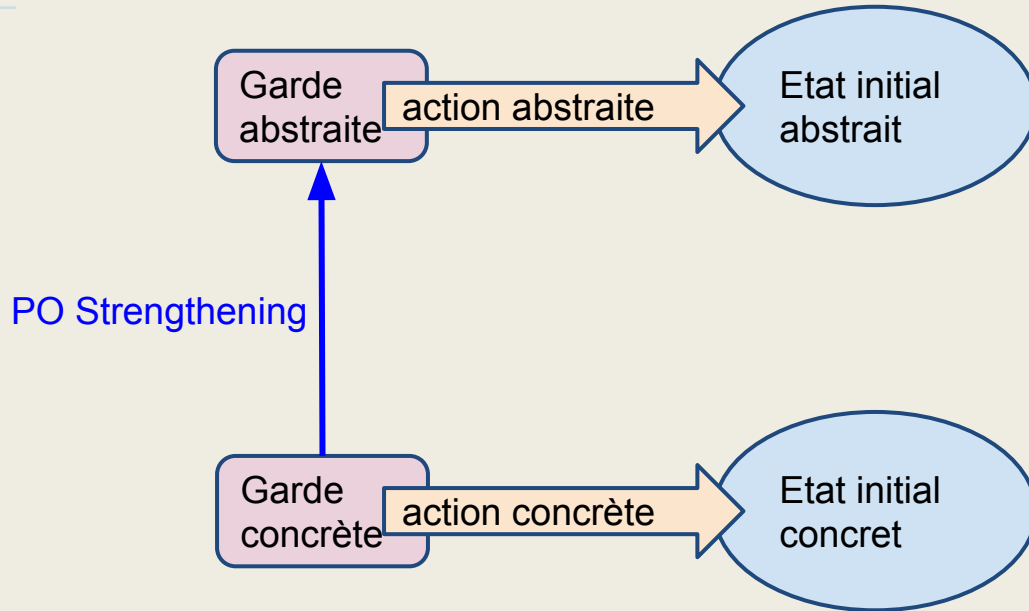 Garde
abstraite
action abstraite
Etat initial
abstrait
PO Strengthening
Garde
concrète
action concrète
Etat initial
concret